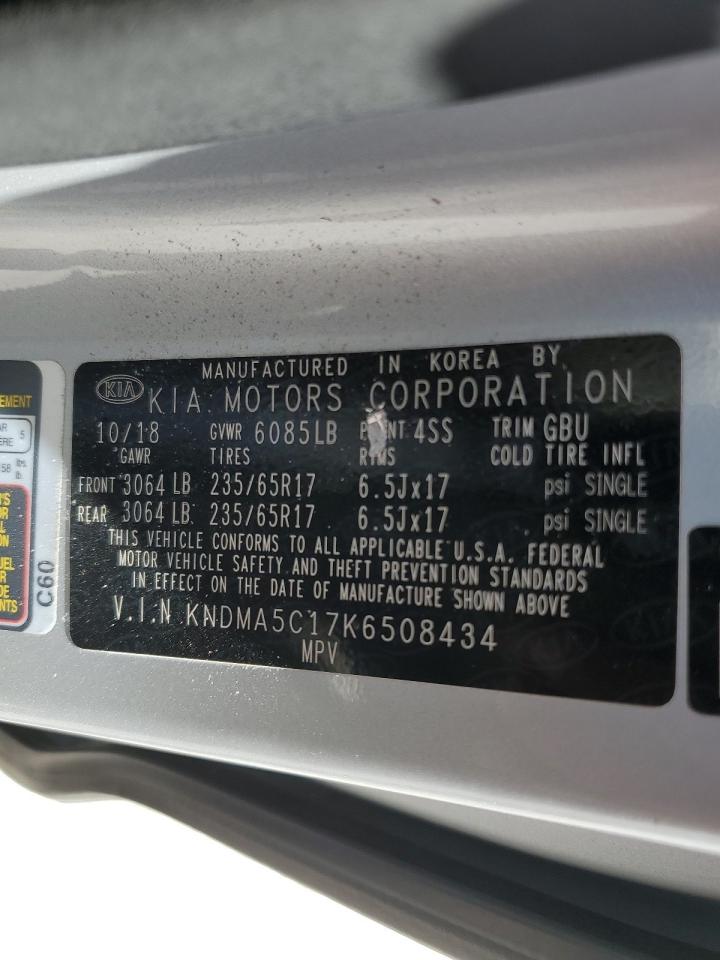 MANUFACTURED IN KOREA BY
KIA KIA MOTORS CORPORATION
10/18 GVWR 6085LB 4SS TRIM GBU
GAWR TIRES RIMS COLD TIRE INFL
FRONT 3064 LB 235/65R17 6.5Jx17 psi SINGLE
REAR 3064 LB 235/65R17 6.5Jx17 psi SINGLE
THIS VEHICLE CONFORMS TO ALL APPLICABLE U.S.A. FEDERAL
MOTOR VEHICLE SAFETY AND THEFT PREVENTION STANDARDS
IN EFFECT ON THE DATE OF MANUFACTURE SHOWN ABOVE
V.I.N KNDMA5C17K6508434
MPV
C60